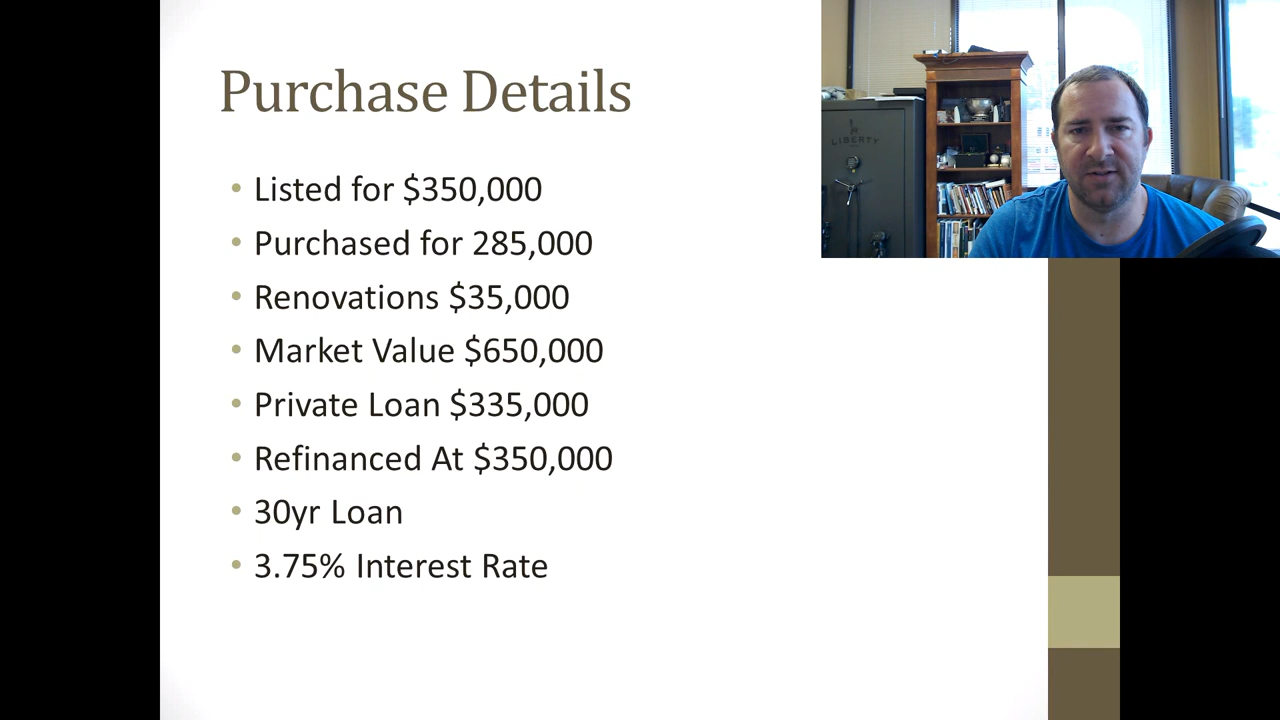 Purchase Details
• Listed for $350,000
• Purchased for 285,000
• Renovations $35,000
• Market Value $650,000
• Private Loan $335,000
• Refinanced At $350,000
• 30yr Loan
• 3.75% Interest Rate
LIBERTY